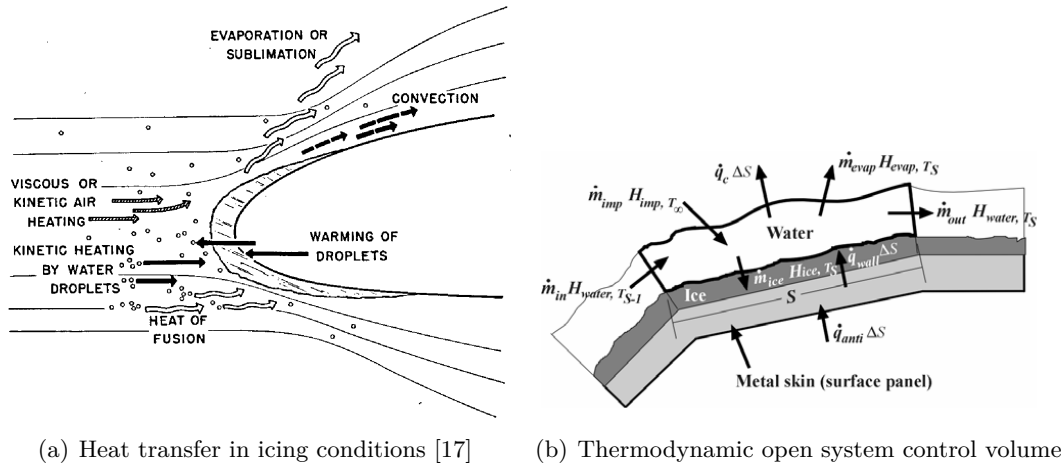 EVAPORATION OR
SUBLIMATION
CONVECTION
VISCOUS OR
KINETIC AIR
HEATING
KINETIC HEATING
BY WATER
DROPLETS
WARMING OF
DROPLETS
HEAT OF
FUSION
q̇c ΔS
ṁevap Hevap, TS
ṁimp Himp, T∞
Water
ṁout Hwater, TS
ṁin Hwater, TS-1
Ice
ṁice Hice, TS
q̇wall ΔS
S
q̇anti ΔS
Metal skin (surface panel)
(a) Heat transfer in icing conditions [17]
(b) Thermodynamic open system control volume